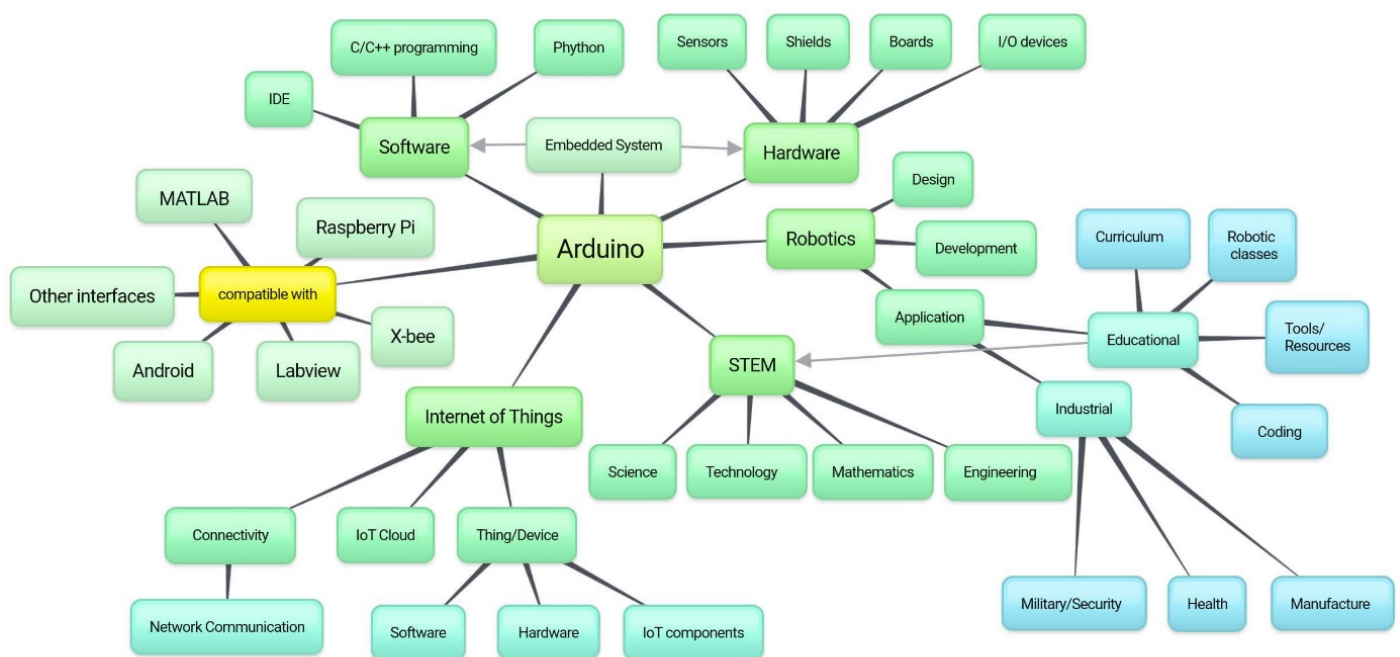 C/C++ programming
Phython
Sensors
Shields
Boards
I/O devices
IDE
Software
Embedded System
Hardware
Design
MATLAB
Raspberry Pi
Arduino
Robotics
Development
Curriculum
Robotic
classes
Other interfaces
compatible with
X-bee
Application
Educational
Tools/
Resources
Android
Labview
STEM
Internet of Things
Industrial
Coding
Science
Technology
Mathematics
Engineering
Connectivity
IoT Cloud
Thing/Device
Network Communication
Software
Hardware
IoT components
Military/Security
Health
Manufacture